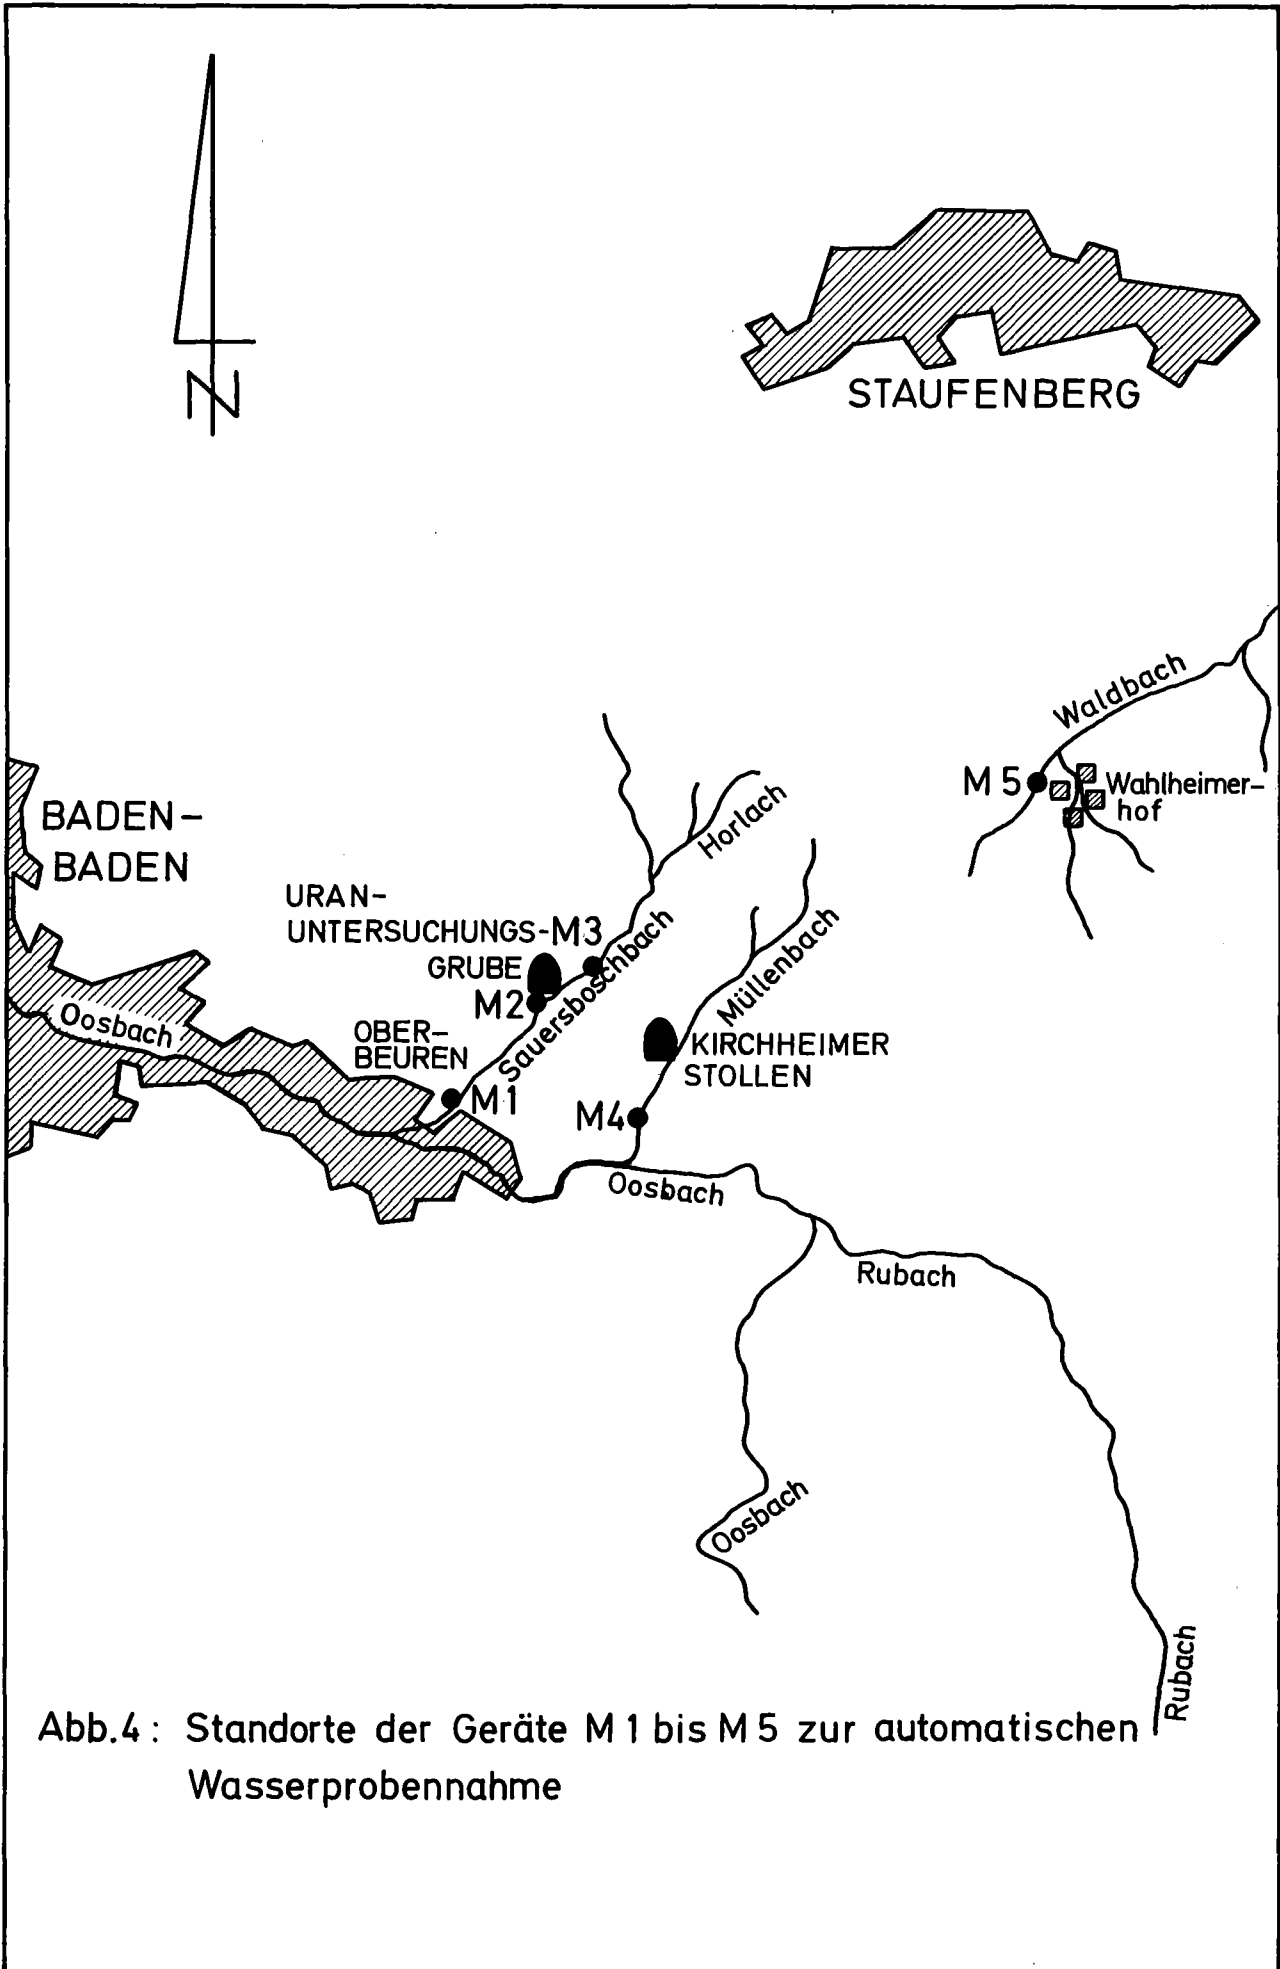 N
STAUFENBERG
Waldbach
M 5
Wahlheimer-
hof
BADEN-
BADEN
Horlach
URAN-
UNTERSUCHUNGS-
GRUBE
M3
M2
Sauersboschbach
Müllenbach
Oosbach
OBER-
BEUREN
M1
KIRCHHEIMER
STOLLEN
M4
Oosbach
Rubach
Oosbach
Rubach
Abb.4: Standorte der Geräte M 1 bis M 5 zur automatischen
Wasserprobennahme